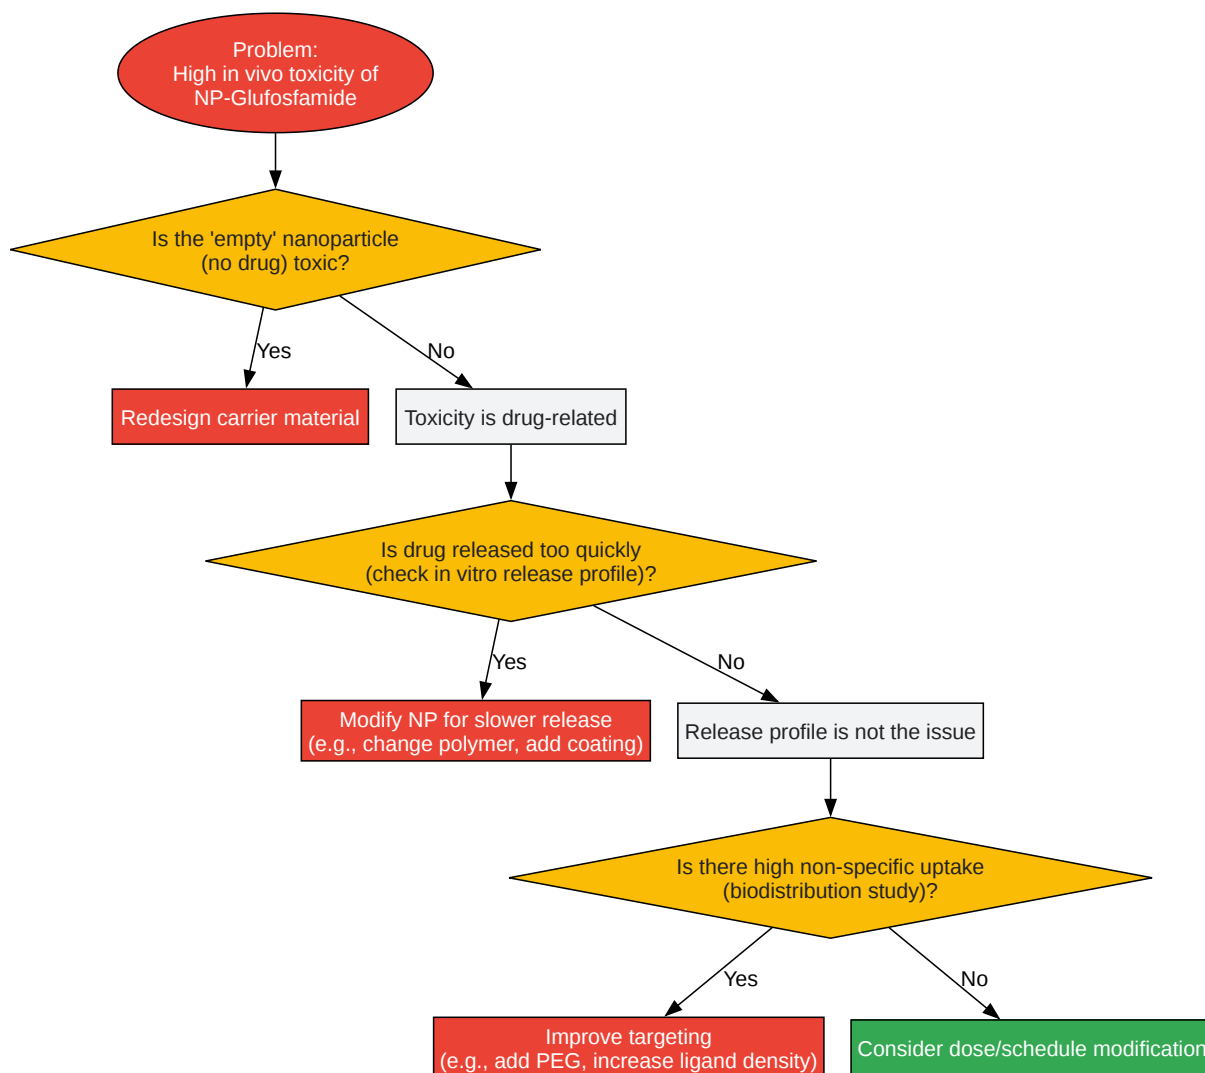 Problem:
High in vivo toxicity of
NP-Glufosfamide
Is the 'empty' nanoparticle
(no drug) toxic?
Yes
No
Redesign carrier material
Toxicity is drug-related
Is drug released too quickly
(check in vitro release profile)?
Yes
No
Modify NP for slower release
(e.g., change polymer, add coating)
Release profile is not the issue
Is there high non-specific uptake
(biodistribution study)?
Yes
No
Improve targeting
(e.g., add PEG, increase ligand density)
Consider dose/schedule modification